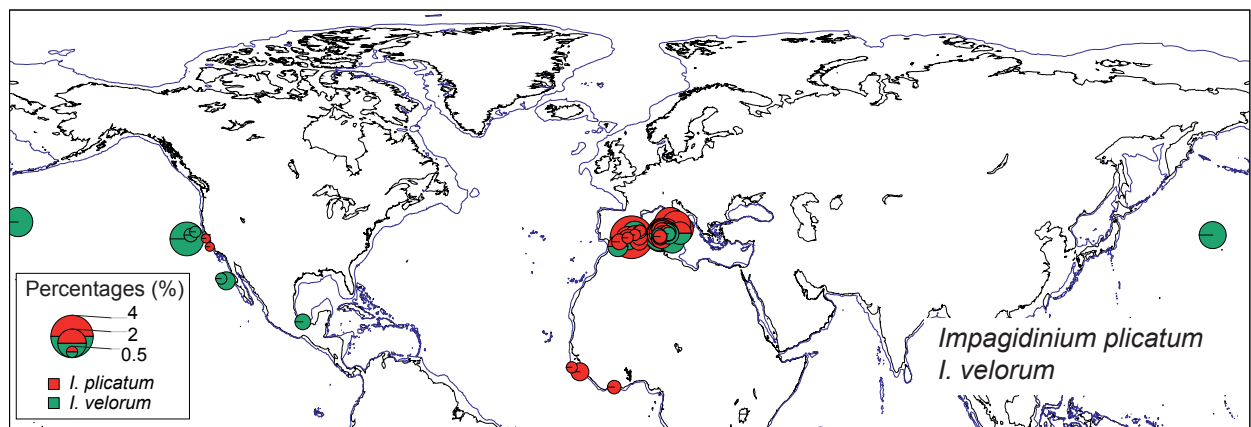 Percentages (%)
4
2
0.5
I. plicatum
I. velorum
Impagidinium plicatum
I. velorum